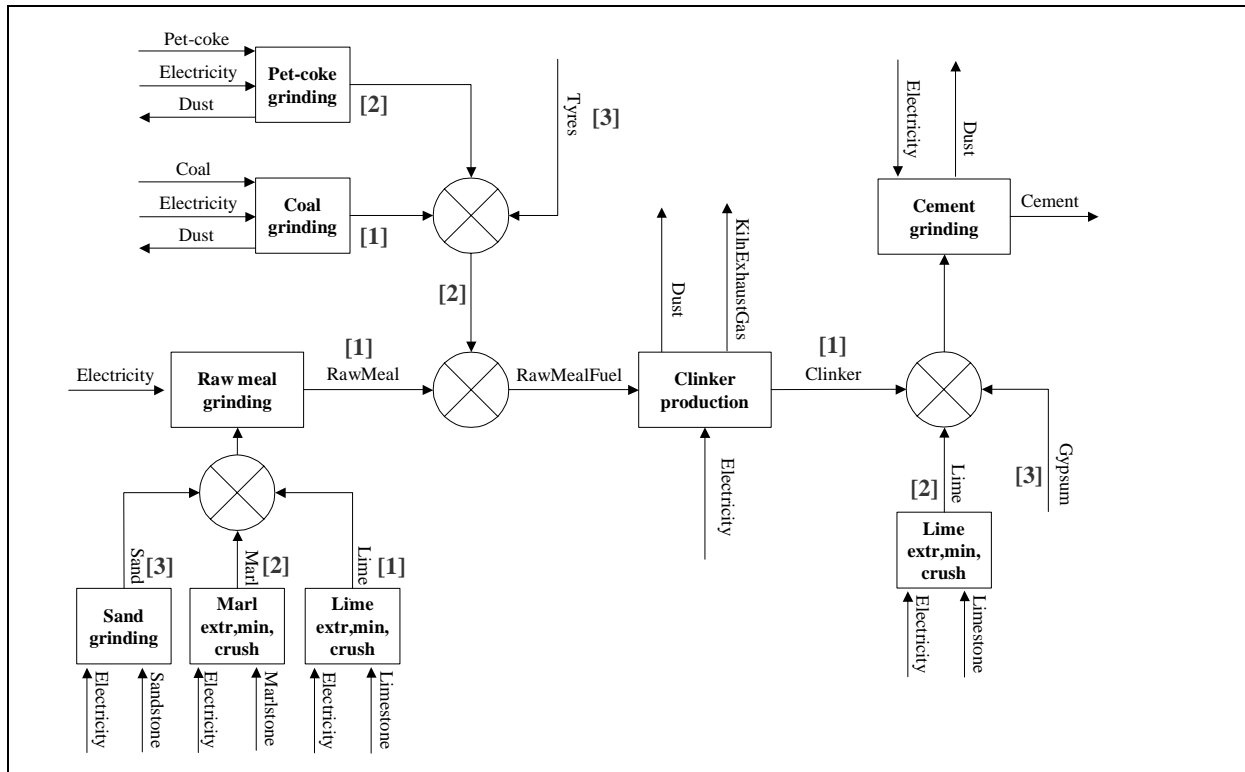 Pet-coke
Electricity
Dust
Pet-coke
grinding
[2]
Tyres
[3]
Coal
Electricity
Dust
Coal
grinding
[1]
[2]
Electricity
Dust
Cement
grinding
Cement
Dust
KilnExhaustGas
Electricity
Raw meal
grinding
[1]
RawMeal
RawMealFuel
Clinker
production
[1]
Clinker
Electricity
Gypsum
[3]
[2]
Lime
Lime
extr,min,
crush
Electricity
Limestone
Sand
[3]
Marl
[2]
Lime
[1]
Sand
grinding
Marl
extr,min,
crush
Lime
extr,min,
crush
Electricity
Sandstone
Electricity
Marlstone
Electricity
Limestone